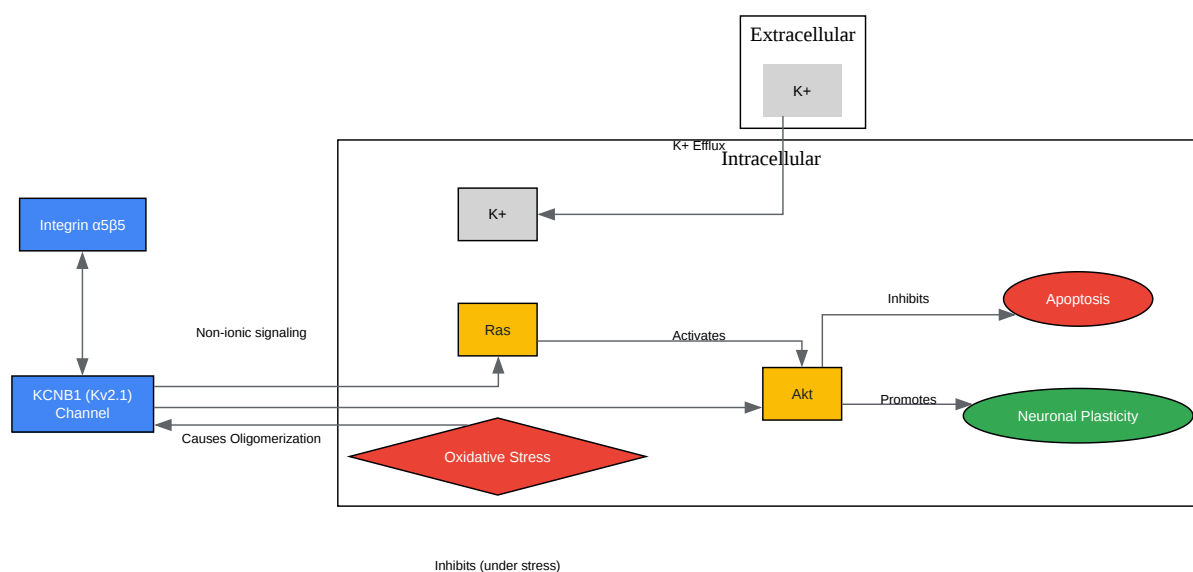 Extracellular
K+
K+ Efflux
Intracellular
K+
Integrin α5β5
Apoptosis
Inhibits
Non-ionic signaling
Ras
Activates
KCNB1 (Kv2.1)
Channel
Akt
Promotes
Neuronal Plasticity
Causes Oligomerization
Oxidative Stress
Inhibits (under stress)